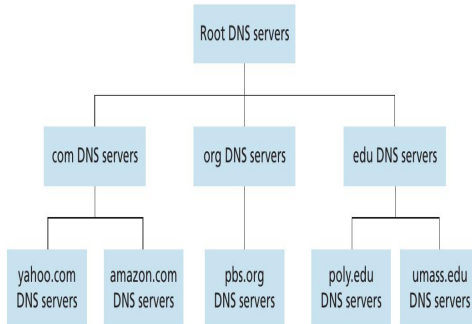 Root DNS servers
com DNS servers
org DNS servers
edu DNS servers
yahoo.com
DNS servers
amazon.com
DNS servers
pbs.org
DNS servers
poly.edu
DNS servers
umass.edu
DNS servers